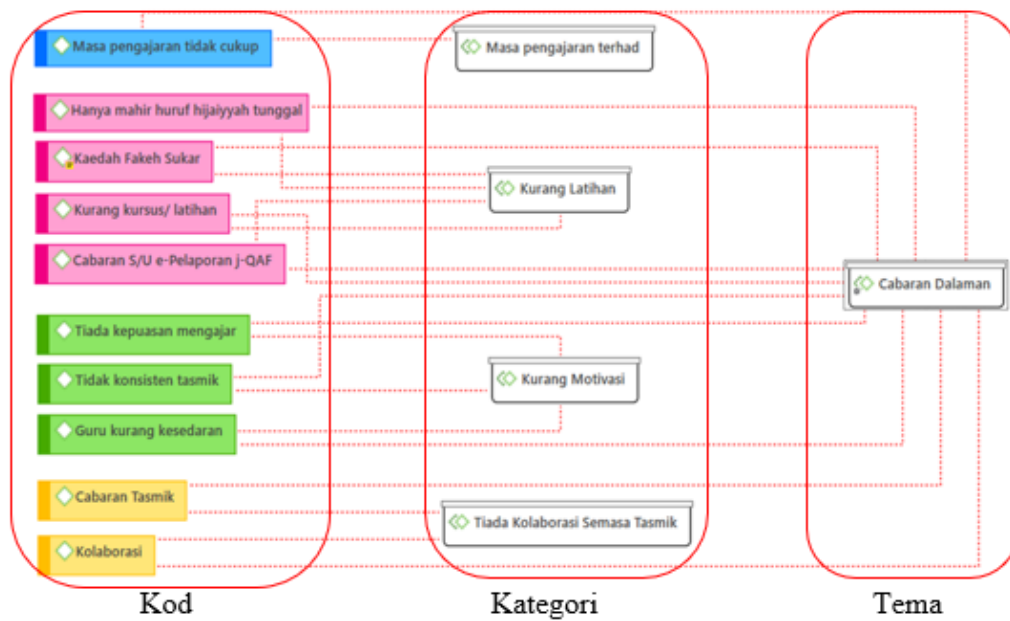 Masa pengajaran tidak cukup
Masa pengajaran terhad
Hanya mahir huruf hijaiyyah tunggal
Kaedah Fakeh Sukar
Kurang Latihan
Kurang kursus/ latihan
Cabaran S/U e-Pelaporan j-QAF
Cabaran Dalaman
Tiada kepuasan mengajar
Tidak konsisten tasmik
Kurang Motivasi
Guru kurang kesedaran
Cabaran Tasmik
Tiada Kolaborasi Semasa Tasmik
Kolaborasi
Kod
Kategori
Tema